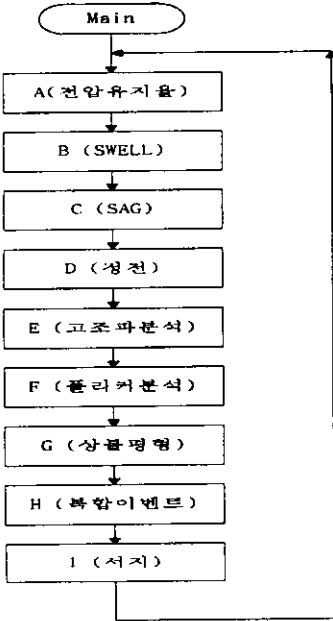 Main
A(전압유지율)
B (SWELL)
C (SAG)
D (정전)
E (고조파분석)
F (플리커분석)
G (상불평형)
H (복합이벤트)
I (서지)